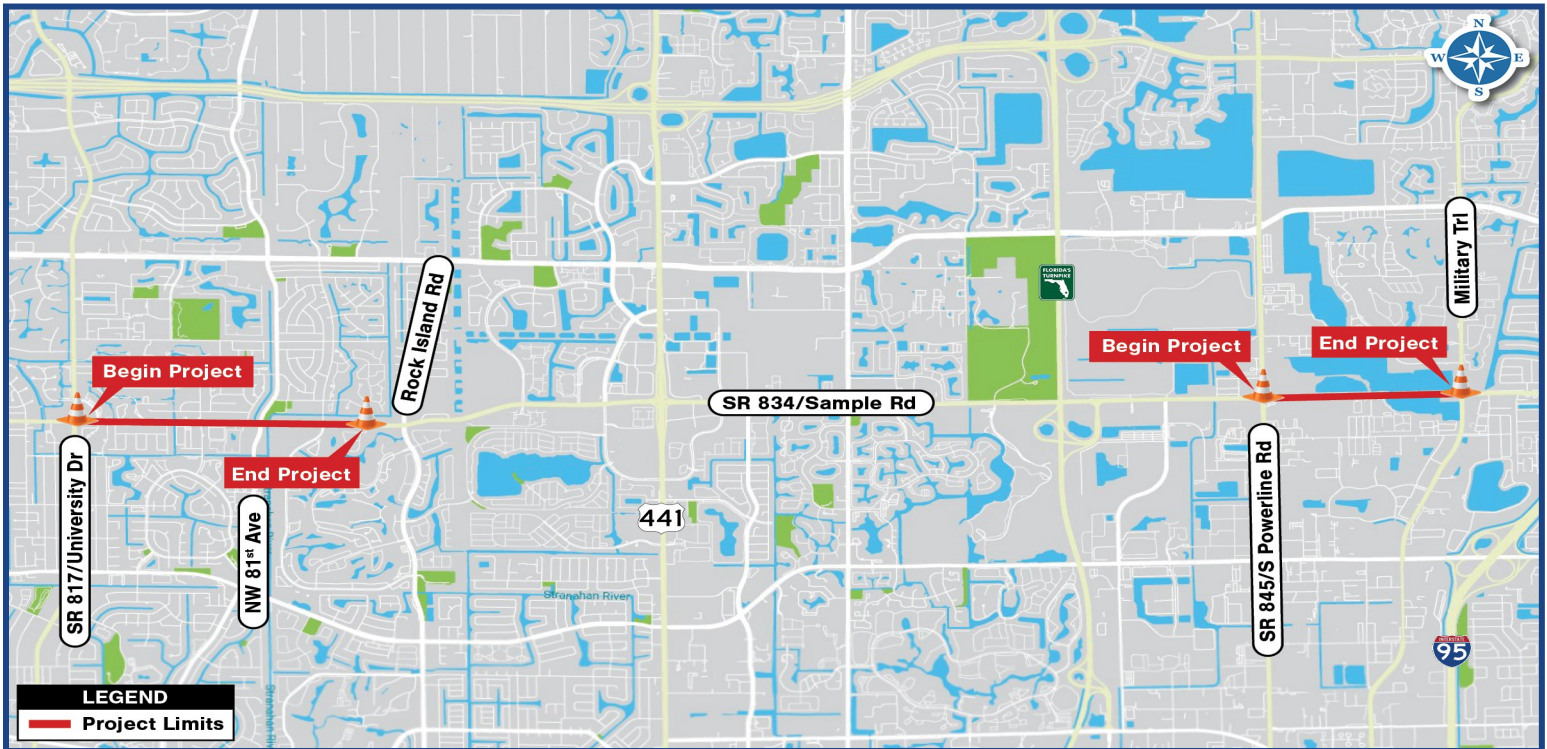 N
W
E
S
Military Trl
Rock Island Rd
FLORIDA'S
TURNPIKE
Begin Project
End Project
Begin Project
SR 834/Sample Rd
End Project
SR 817/University Dr
NW 81st Ave
SR 845/S Powerline Rd
441
Stranahan River
INTERSTATE
95
LEGEND
Project Limits
Stranahan Riv